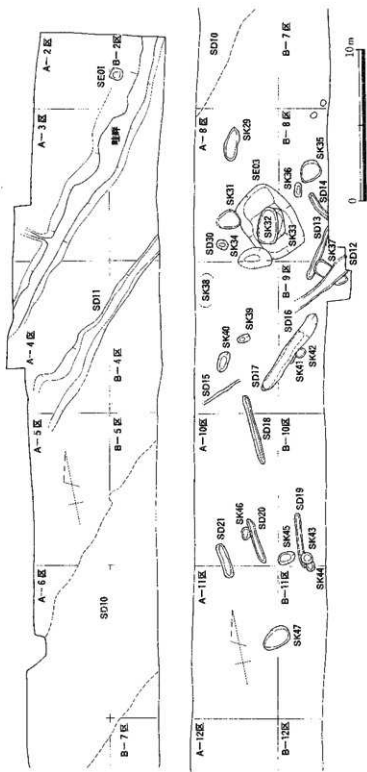 A-2区
B-2区
SE01
A-3区
畦畔
A-4区
SD11
B-4区
A-5区
B-5区
A-6区
SD10
B-7区
SD10
B-7区
A-8区
B-8区
SK29
SK35
SK36
SE03
SK31
SK32
SK33
SD14
SD13
SD30
SK34
SK37
SD12
B-9区
SK38
SD16
SK39
SK40
SD17
SK41
SK42
SD15
A-10区
B-10区
SD18
SD19
SK46
SD20
SD21
SK45
SK43
SK44
A-11区
B-11区
SK47
A-12区
B-12区
0
10m